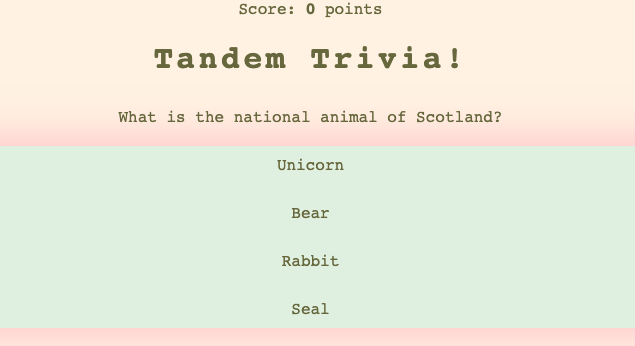 Score: 0 points
Tandem Trivia!
What is the national animal of Scotland?
Unicorn
Bear
Rabbit
Seal